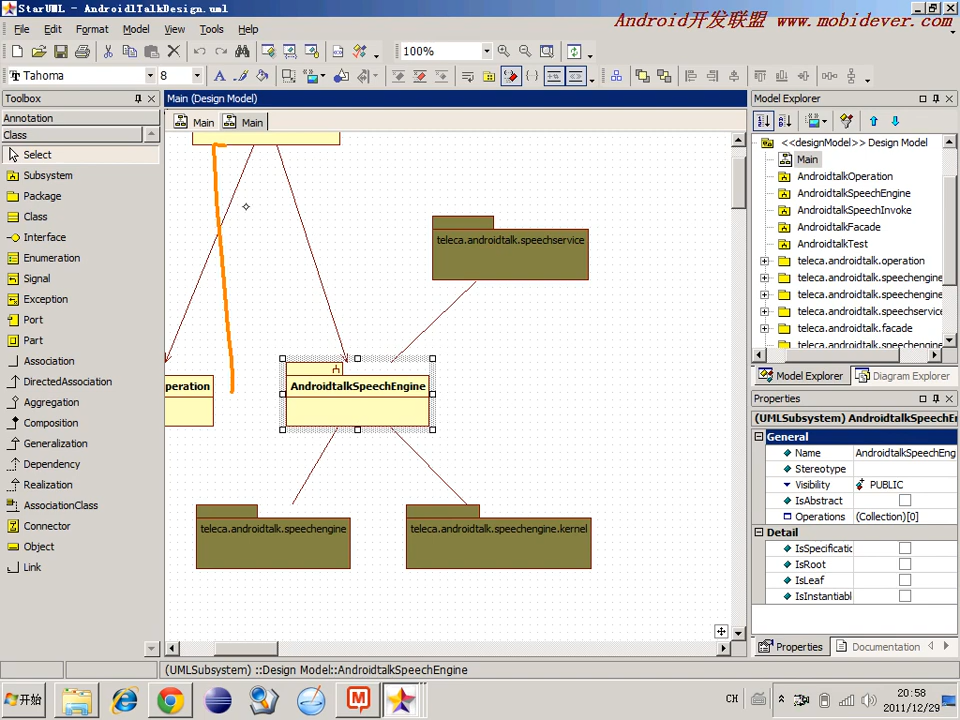 StarUML - AndroidlTalkDesign.uml
Android开发联盟 www.mobidever.com
File Edit Format Model View Tools Help
100%
Tahoma 8
Toolbox
Main (Design Model)
Model Explorer
Annotation
Class
Main Main
Select
Subsystem
Package
Class
Interface
Enumeration
Signal
Exception
Port
Part
Association
DirectedAssociation
Aggregation
Composition
Generalization
Dependency
Realization
AssociationClass
Connector
Object
Link
teleca.androidtalk.speechservice
peration
AndroidtalkSpeechEngine
teleca.androidtalk.speechengine
teleca.androidtalk.speechengine.kernel
<<designModel>> Design Model
Main
AndroidtalkOperation
AndroidtalkSpeechEngine
AndroidtalkSpeechInvoke
AndroidtalkFacade
AndroidtalkTest
teleca.androidtalk.operation
teleca.androidtalk.speechengine
teleca.androidtalk.speechengine
teleca.androidtalk.speechservice
teleca.androidtalk.facade
teleca.androidtalk.speechengine
Model Explorer Diagram Explorer
Properties
(UMLSubsystem) AndroidtalkSpeechEn
General
Name AndroidtalkSpeechEng
Stereotype
Visibility PUBLIC
IsAbstract
Operations (Collection)[0]
Detail
IsSpecificatic
IsRoot
IsLeaf
IsInstantiabl
Properties Documentation
(UMLSubsystem) ::Design Model::AndroidtalkSpeechEngine
开始
CH
20:58
2011/12/29